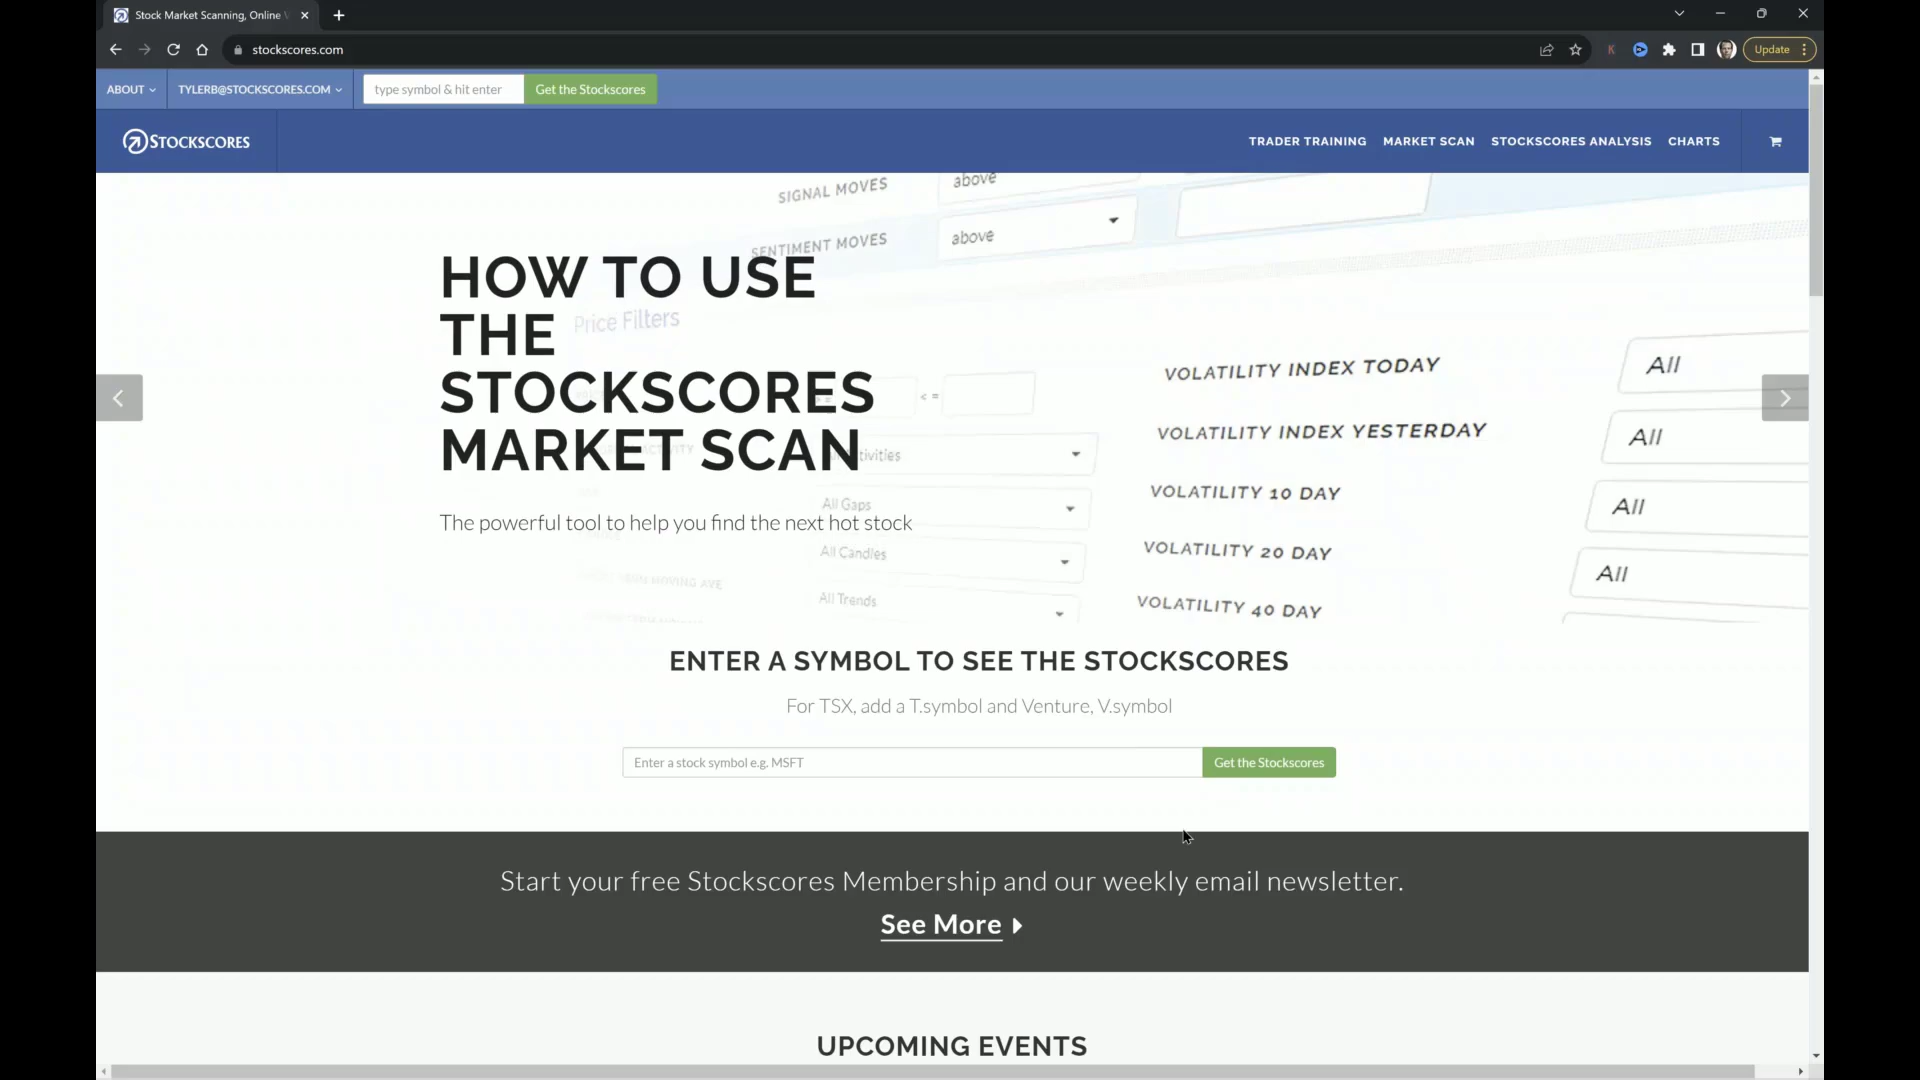 Stock Market Scanning, Online
stockscores.com
Update
ABOUT
TYLERB@STOCKSCORES.COM
type symbol & hit enter
Get the Stockscores
STOCKSCORES
TRADER TRAINING
MARKET SCAN
STOCKSCORES ANALYSIS
CHARTS
SIGNAL MOVES
above
SENTIMENT MOVES
above
HOW TO USE
THE
STOCKSCORES
MARKET SCAN
Price Filters
< =
All Gaps
All Candles
All Trends
The powerful tool to help you find the next hot stock
VOLATILITY INDEX TODAY
All
VOLATILITY INDEX YESTERDAY
All
VOLATILITY 10 DAY
All
VOLATILITY 20 DAY
All
VOLATILITY 40 DAY
ENTER A SYMBOL TO SEE THE STOCKSCORES
For TSX, add a T.symbol and Venture, V.symbol
Enter a stock symbol e.g. MSFT
Get the Stockscores
Start your free Stockscores Membership and our weekly email newsletter.
See More
UPCOMING EVENTS